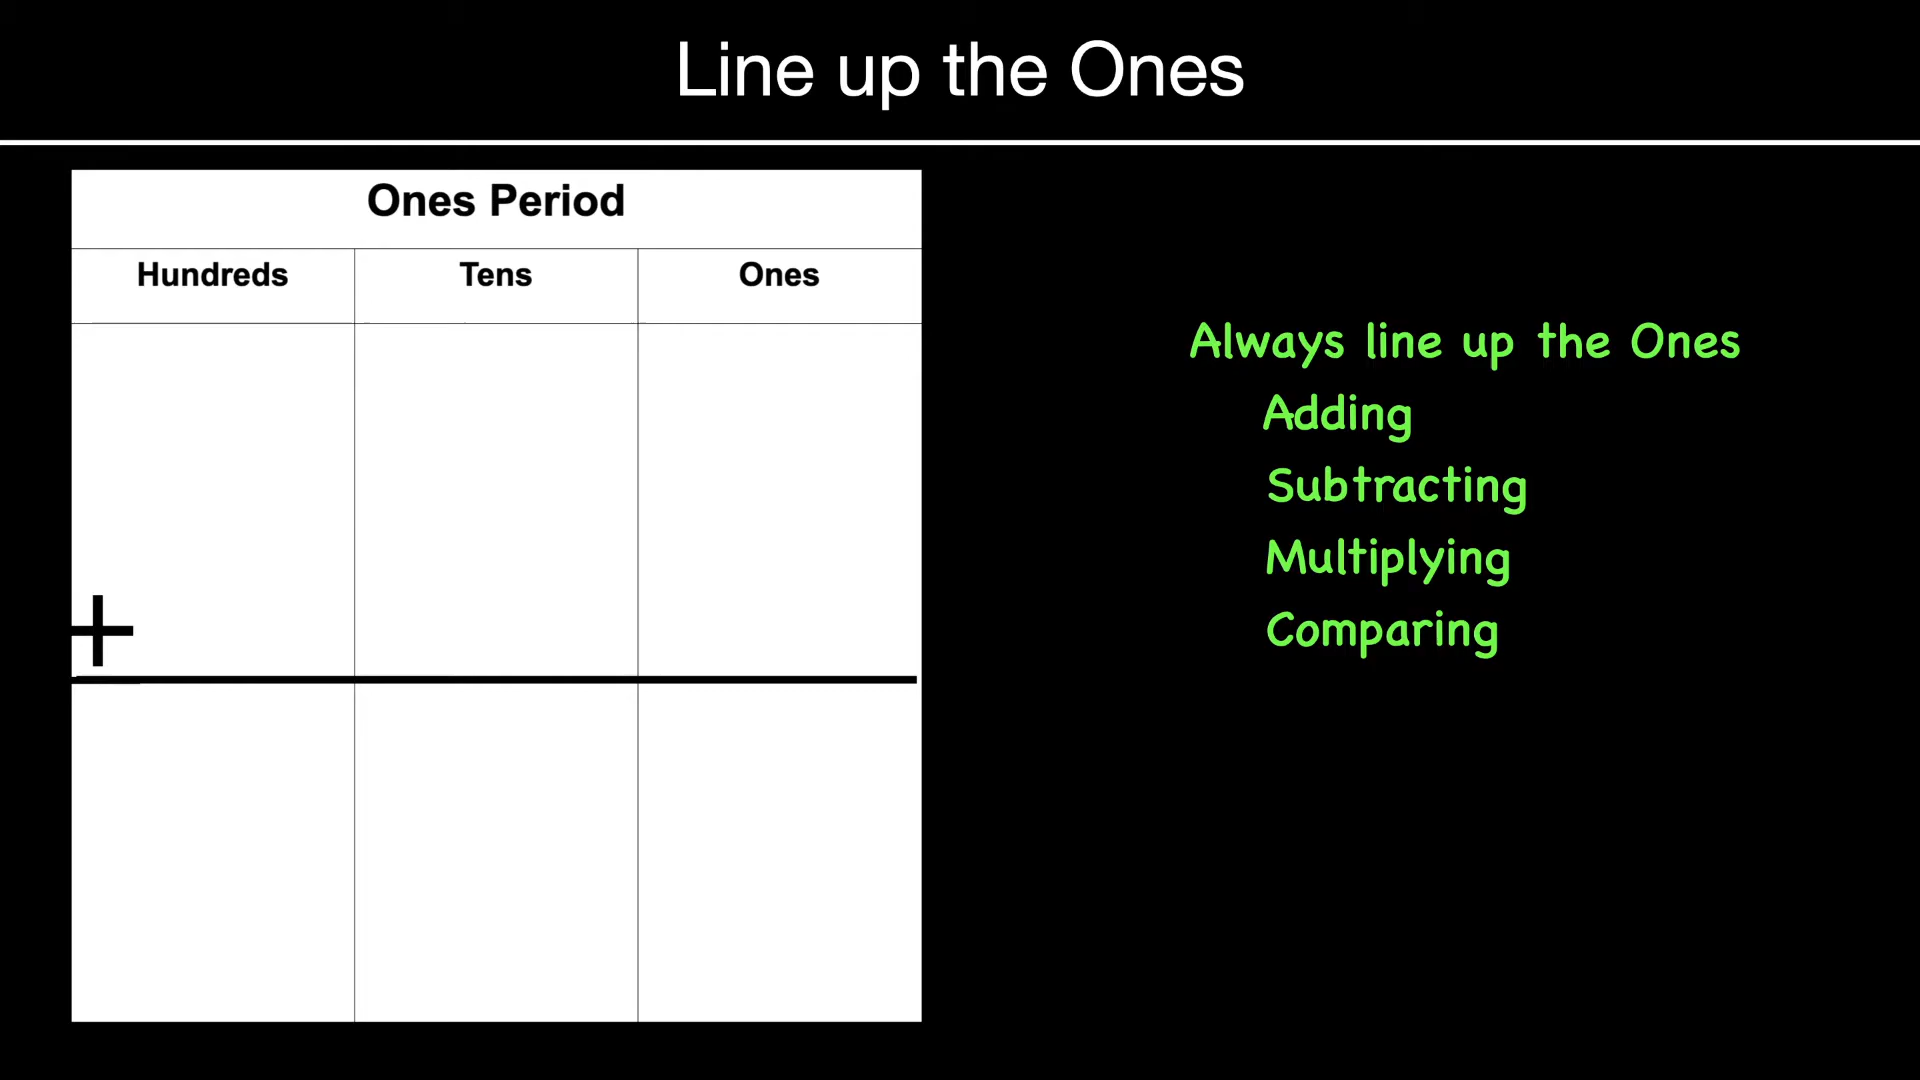 Line up the Ones
Ones Period
Hundreds Tens Ones
+
Always line up the Ones
Adding
Subtracting
Multiplying
Comparing